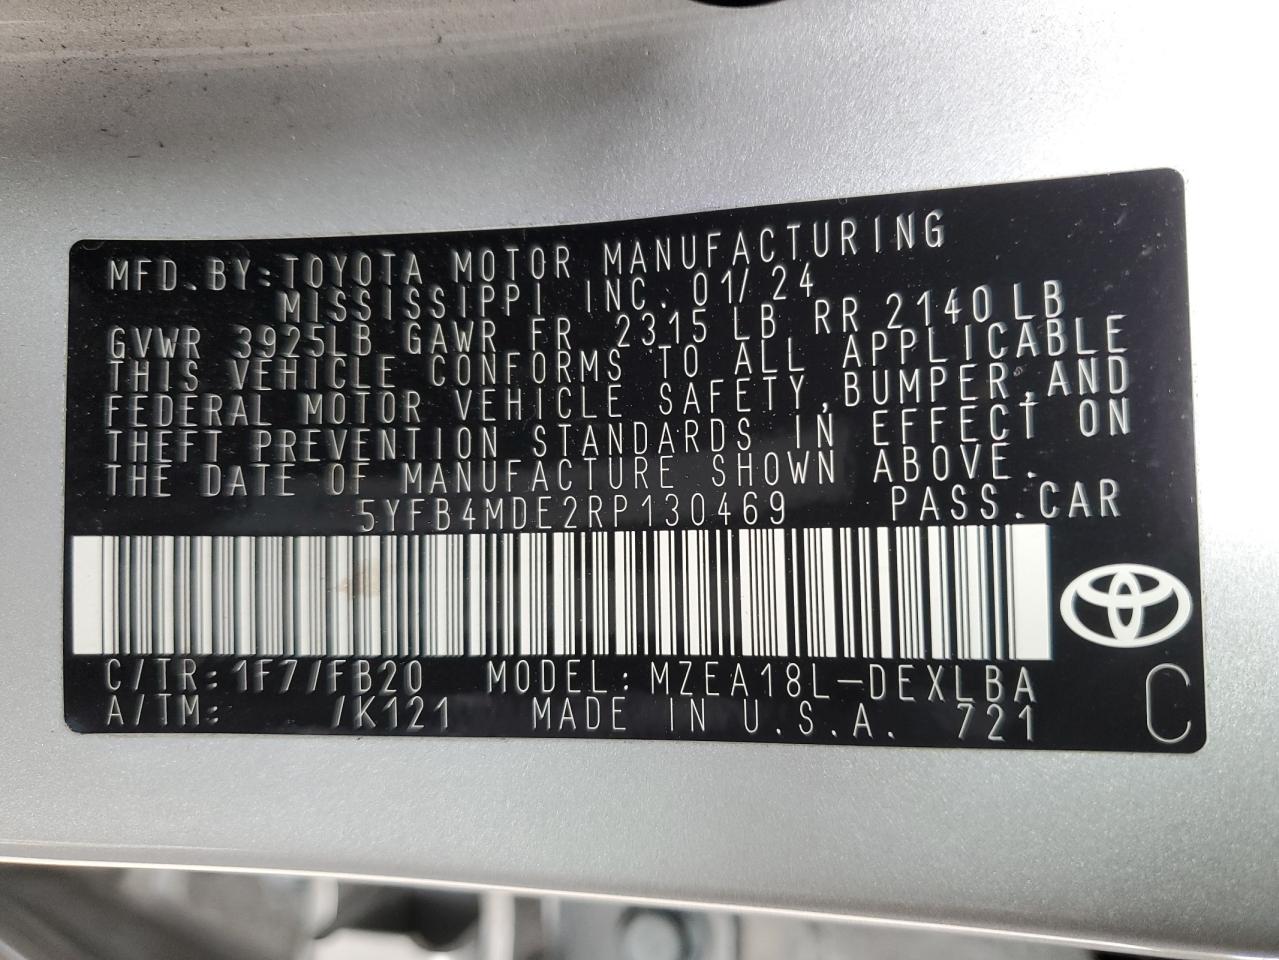 MFD. BY: TOYOTA MOTOR MANUFACTURING
MISSISSIPPI INC. 01/24
GVWR 3925LB GAWR FR 2315 LB RR 2140LB
THIS VEHICLE CONFORMS TO ALL APPLICABLE
FEDERAL MOTOR VEHICLE SAFETY, BUMPER, AND
THEFT PREVENTION STANDARDS IN EFFECT ON
THE DATE OF MANUFACTURE SHOWN ABOVE.
5YFB4MDE2RP130469 PASS. CAR
C/TR: 1F7/FB20 MODEL: MZEA18L-DEXLBA
A/TM: /K121 MADE IN U.S.A. 721
C